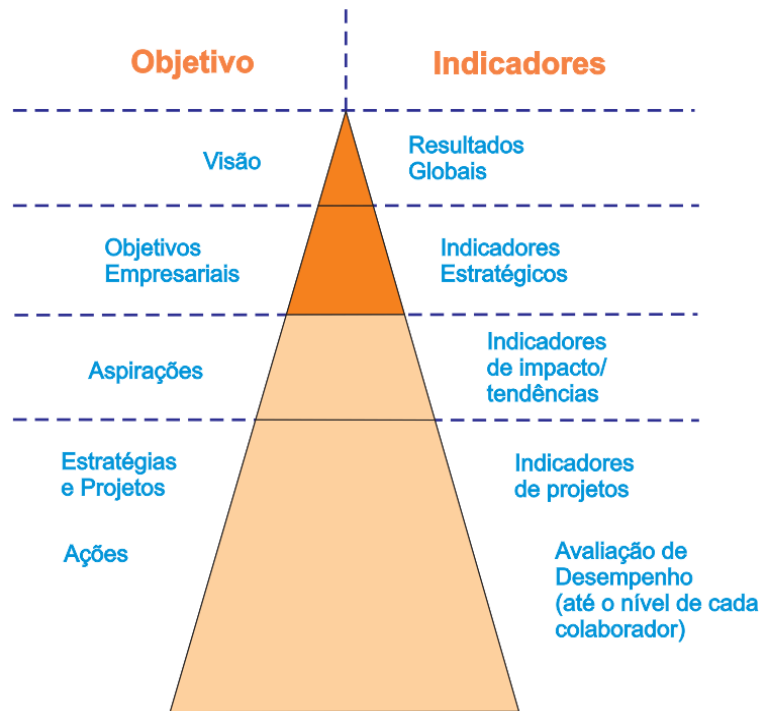 Objetivo
Indicadores
Visão
Resultados
Globais
Objetivos
Empresariais
Indicadores
Estratégicos
Aspirações
Indicadores
de impacto/
tendências
Estratégias
e Projetos
Indicadores
de projetos
Ações
Avaliação de
Desempenho
(até o nível de cada
colaborador)